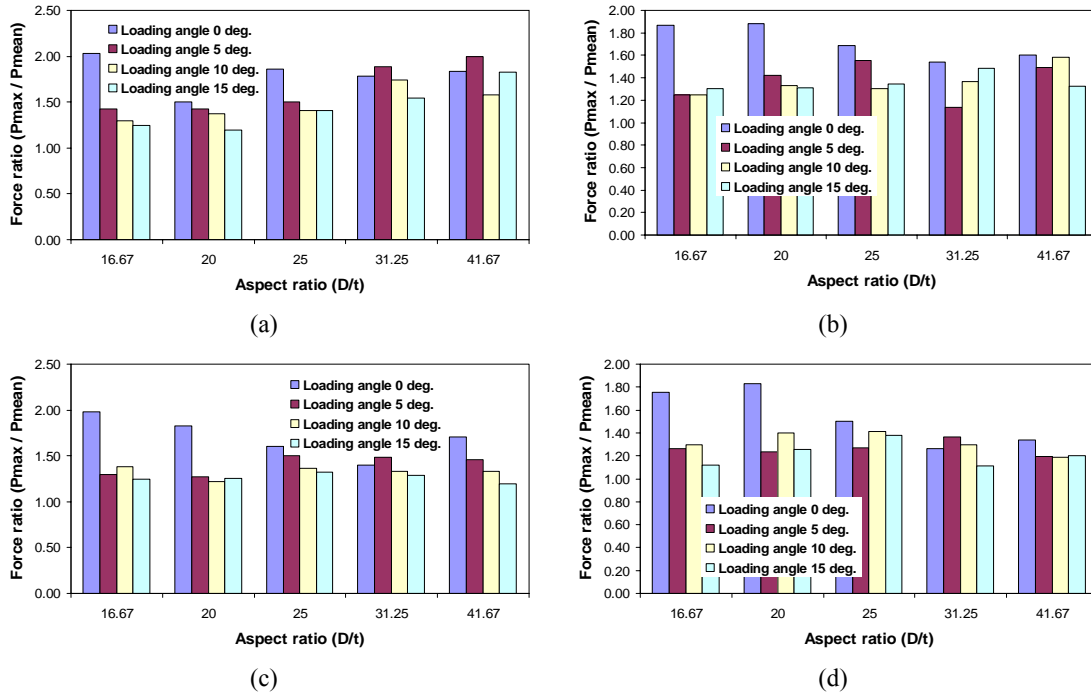 2.50
2.00
1.50
1.00
0.50
0.00
Force ratio (Pmax / Pmean)
Loading angle 0 deg.
Loading angle 5 deg.
Loading angle 10 deg.
Loading angle 15 deg.
16.67 20 25 31.25 41.67
Aspect ratio (D/t)
(a)
2.00
1.80
1.60
1.40
1.20
1.00
0.80
0.60
0.40
0.20
0.00
Force ratio (Pmax / Pmean)
Loading angle 0 deg.
Loading angle 5 deg.
Loading angle 10 deg.
Loading angle 15 deg.
16.67 20 25 31.25 41.67
Aspect ratio (D/t)
(b)
2.50
2.00
1.50
1.00
0.50
0.00
Force ratio (Pmax / Pmean)
Loading angle 0 deg.
Loading angle 5 deg.
Loading angle 10 deg.
Loading angle 15 deg.
16.67 20 25 31.25 41.67
Aspect ratio (D/t)
(c)
2.00
1.80
1.60
1.40
1.20
1.00
0.80
0.60
0.40
0.20
0.00
Force ratio (Pmax / Pmean)
Loading angle 0 deg.
Loading angle 5 deg.
Loading angle 10 deg.
Loading angle 15 deg.
16.67 20 25 31.25 41.67
Aspect ratio (D/t)
(d)